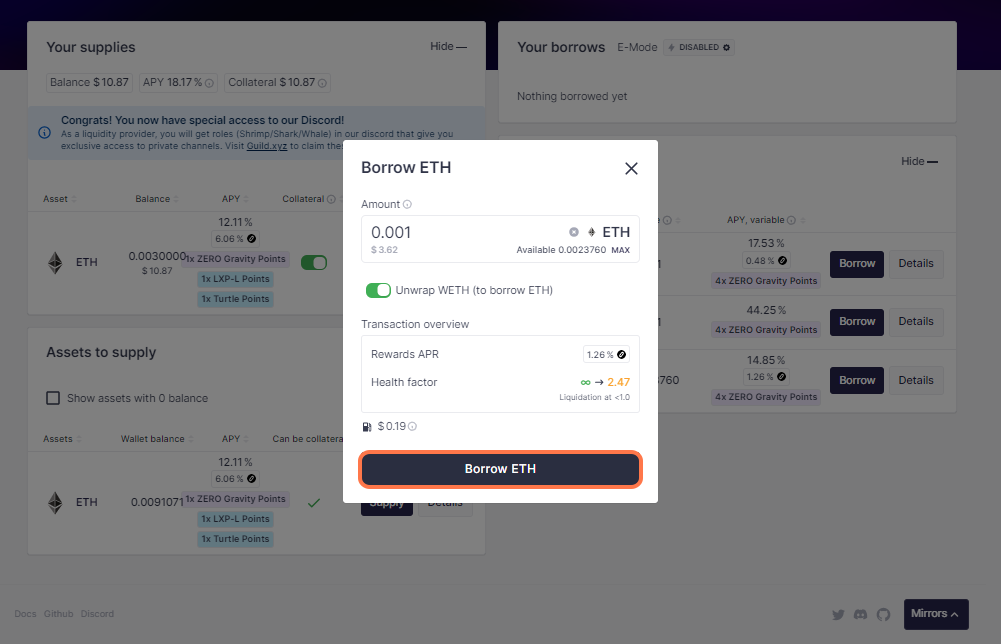 Your supplies
Hide —
Balance $ 10.87
APY 18.17 %
Collateral $ 10.87
Congrats! You now have special access to our Discord!
As a liquidity provider, you will get roles (Shrimp/Shark/Whale) in our discord that give you
exclusive access to private channels. Visit Guild.xyz to claim
Asset
Balance
APY
Collateral
12.11 %
6.06 %
ETH
0.0030000
$ 10.87
1x ZERO Gravity Points
1x LXP-L Points
1x Turtle Points
Assets to supply
Show assets with 0 balance
Assets
Wallet balance
APY
Can be collatera
12.11 %
6.06 %
ETH
0.0091071
1x ZERO Gravity Points
1x LXP-L Points
1x Turtle Points
Supply
Details
Your borrows
E-Mode
DISABLED
Nothing borrowed yet
Hide —
APY, variable
17.53 %
0.48 %
4x ZERO Gravity Points
Borrow
Details
44.25 %
4x ZERO Gravity Points
Borrow
Details
3760
14.85 %
1.26 %
4x ZERO Gravity Points
Borrow
Details
Borrow ETH
Amount
0.001
ETH
$ 3.62
Available 0.0023760 MAX
Unwrap WETH (to borrow ETH)
Transaction overview
Rewards APR
1.26 %
Health factor
∞ → 2.47
Liquidation at <1.0
$ 0.19
Borrow ETH
Docs Github Discord
Mirrors